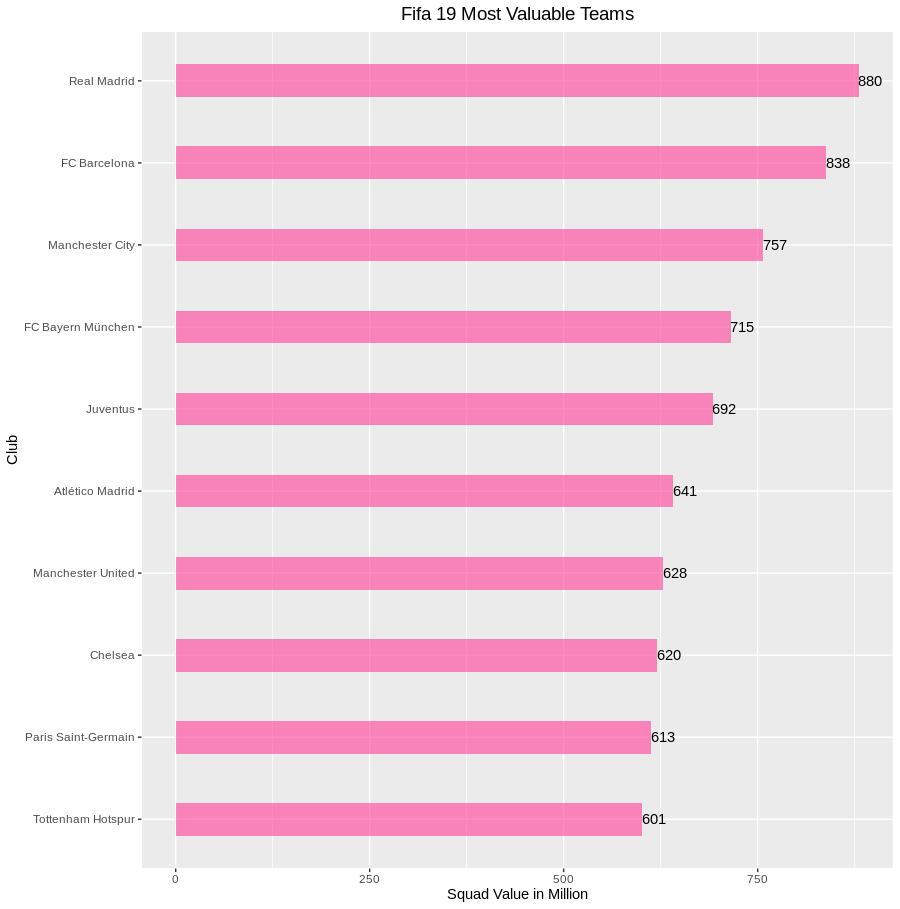 Fifa 19 Most Valuable Teams
Real Madrid 880
FC Barcelona 838
Manchester City 757
FC Bayern München 715
Juventus 692
Club
Atlético Madrid 641
Manchester United 628
Chelsea 620
Paris Saint-Germain 613
Tottenham Hotspur 601
0 250 500 750
Squad Value in Million